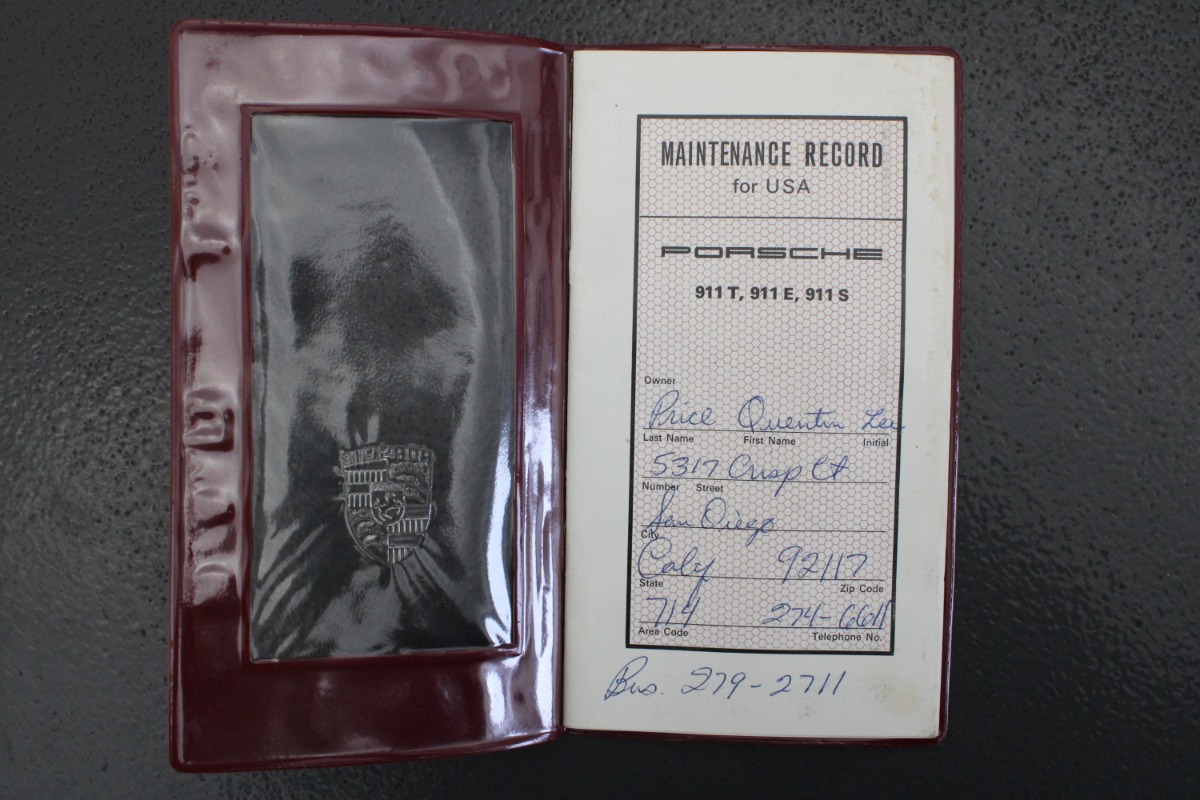 MAINTENANCE RECORD
for USA
PORSCHE
911 T, 911 E, 911 S
Owner
Price Quentin Lee
Last Name First Name Initial
5317 Crisp Ct
Number Street
San Diego
City
Calif 92117
State Zip Code
714 274-6611
Area Code Telephone No.
Bus. 279-2711